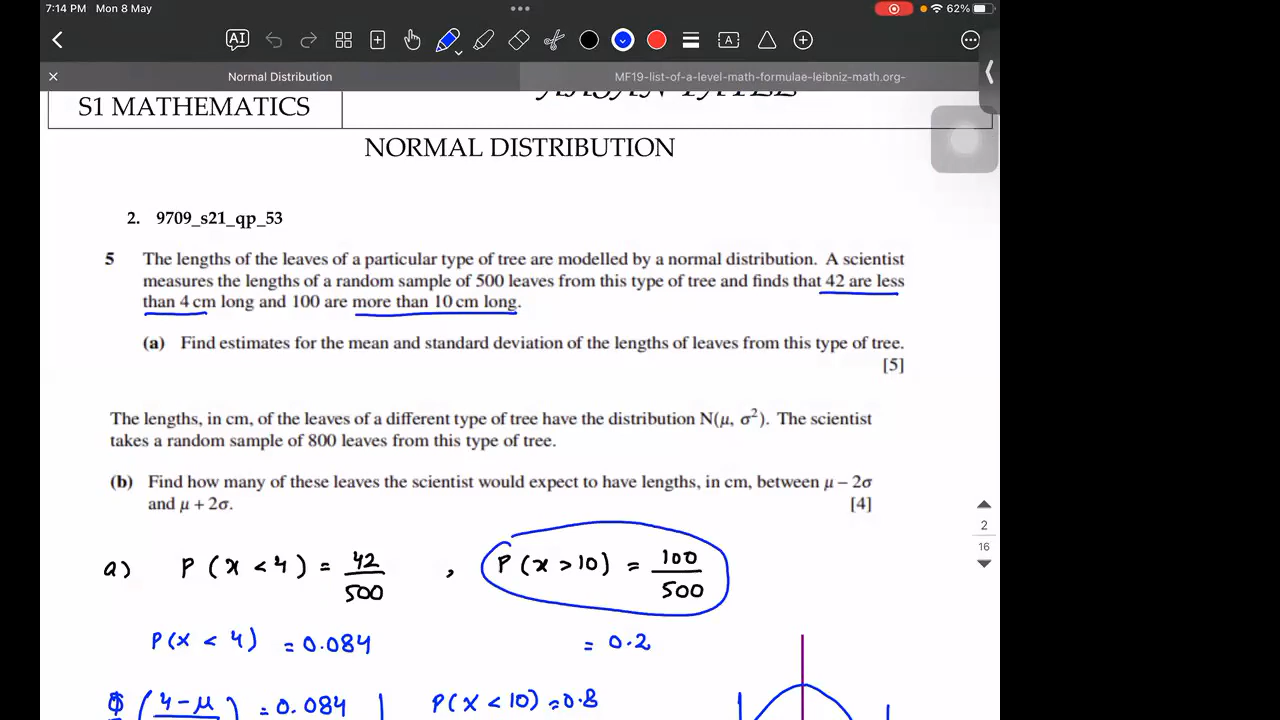 7:14 PM Mon 8 May
62%
AI
A
Normal Distribution
MF19-list-of-a-level-math-formulae-leibniz-math.org-
S1 MATHEMATICS
NORMAL DISTRIBUTION
2. 9709_s21_qp_53
5 The lengths of the leaves of a particular type of tree are modelled by a normal distribution. A scientist
measures the lengths of a random sample of 500 leaves from this type of tree and finds that 42 are less
than 4 cm long and 100 are more than 10 cm long.
(a) Find estimates for the mean and standard deviation of the lengths of leaves from this type of tree.
[5]
The lengths, in cm, of the leaves of a different type of tree have the distribution N(μ, σ²). The scientist
takes a random sample of 800 leaves from this type of tree.
(b) Find how many of these leaves the scientist would expect to have lengths, in cm, between μ − 2σ
and μ + 2σ. [4]
2
16
a) P(x < 4) = 42/500 , P(x > 10) = 100/500
P(x < 4) = 0.084 = 0.2
(4-μ = 0.084 P(x < 10) = 0.8